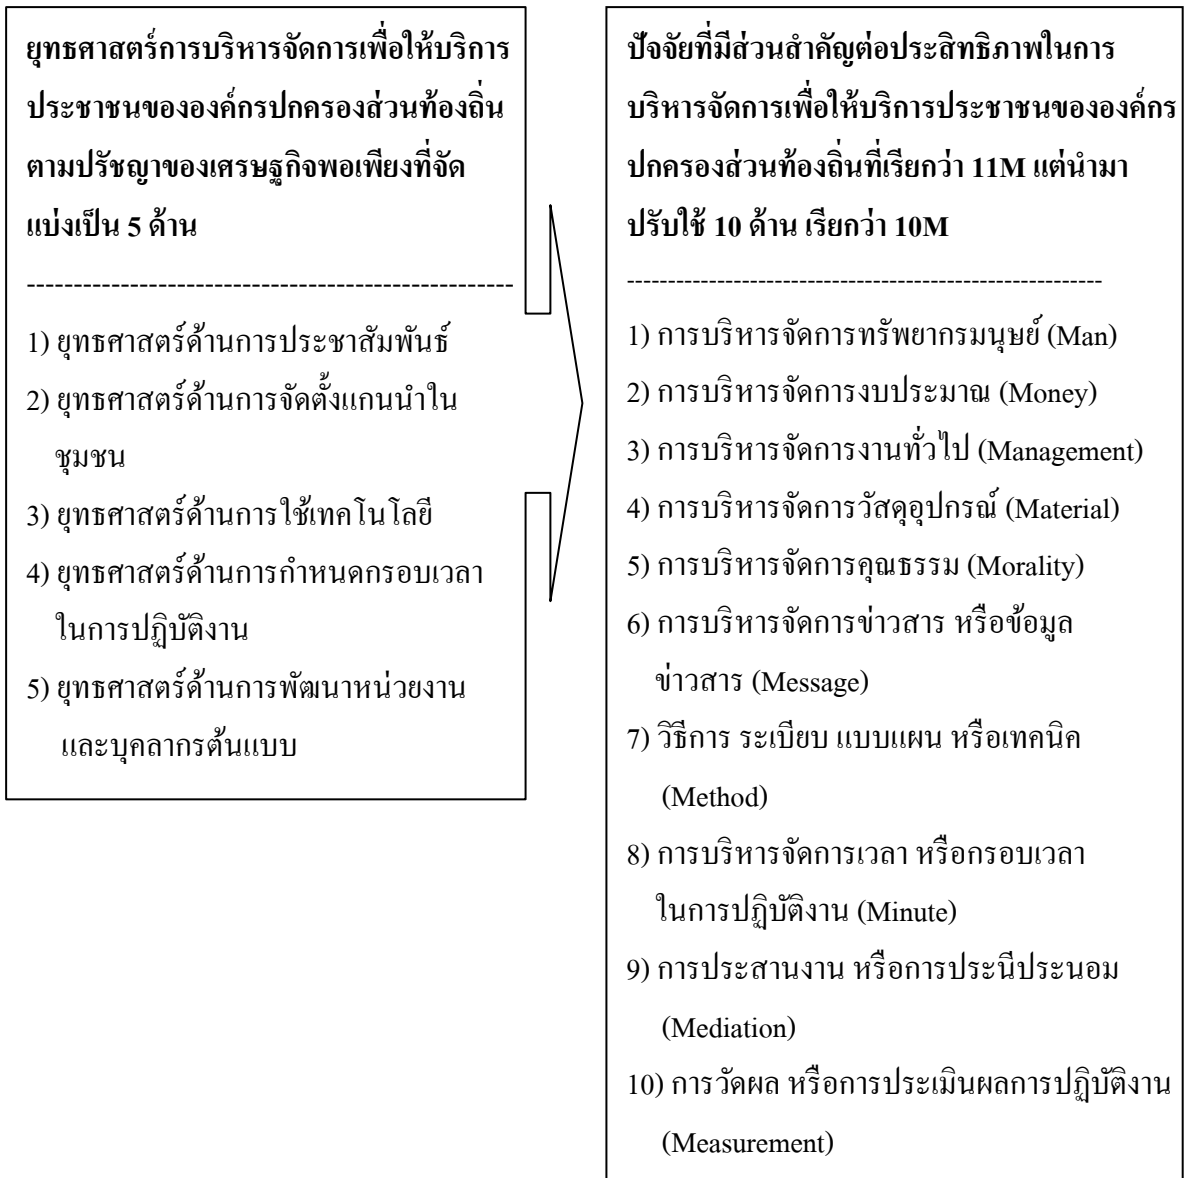 ยุทธศาสตร์การบริหารจัดการเพื่อให้บริการ
ประชาชนขององค์กรปกครองส่วนท้องถิ่น
ตามปรัชญาของเศรษฐกิจพอเพียงที่จัด
แบ่งเป็น 5 ด้าน
----------------------------------------------------
1) ยุทธศาสตร์ด้านการประชาสัมพันธ์
2) ยุทธศาสตร์ด้านการจัดตั้งแกนนำใน
ชุมชน
3) ยุทธศาสตร์ด้านการใช้เทคโนโลยี
4) ยุทธศาสตร์ด้านการกำหนดกรอบเวลา
ในการปฏิบัติงาน
5) ยุทธศาสตร์ด้านการพัฒนาหน่วยงาน
และบุคลากรต้นแบบ
ปัจจัยที่มีส่วนสำคัญต่อประสิทธิภาพในการ
บริหารจัดการเพื่อให้บริการประชาชนขององค์กร
ปกครองส่วนท้องถิ่นที่เรียกว่า 11M แต่นำมา
ปรับใช้ 10 ด้าน เรียกว่า 10M
----------------------------------------------------------
1) การบริหารจัดการทรัพยากรมนุษย์ (Man)
2) การบริหารจัดการงบประมาณ (Money)
3) การบริหารจัดการงานทั่วไป (Management)
4) การบริหารจัดการวัสดุอุปกรณ์ (Material)
5) การบริหารจัดการคุณธรรม (Morality)
6) การบริหารจัดการข่าวสาร หรือข้อมูล
ข่าวสาร (Message)
7) วิธีการ ระเบียบ แบบแผน หรือเทคนิค
(Method)
8) การบริหารจัดการเวลา หรือกรอบเวลา
ในการปฏิบัติงาน (Minute)
9) การประสานงาน หรือการประนีประนอม
(Mediation)
10) การวัดผล หรือการประเมินผลการปฏิบัติงาน
(Measurement)